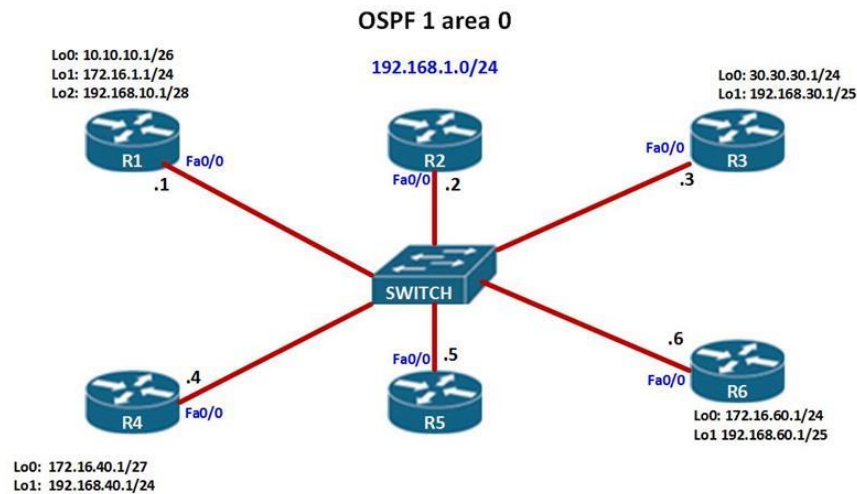 OSPF 1 area 0
192.168.1.0/24
Lo0: 10.10.10.1/26
Lo1: 172.16.1.1/24
Lo2: 192.168.10.1/28
Lo0: 30.30.30.1/24
Lo1: 192.168.30.1/25
R1
Fa0/0
.1
R2
Fa0/0
.2
R3
Fa0/0
.3
SWITCH
R4
Fa0/0
.4
R5
Fa0/0
.5
R6
Fa0/0
.6
Lo0: 172.16.60.1/24
Lo1 192.168.60.1/25
Lo0: 172.16.40.1/27
Lo1: 192.168.40.1/24